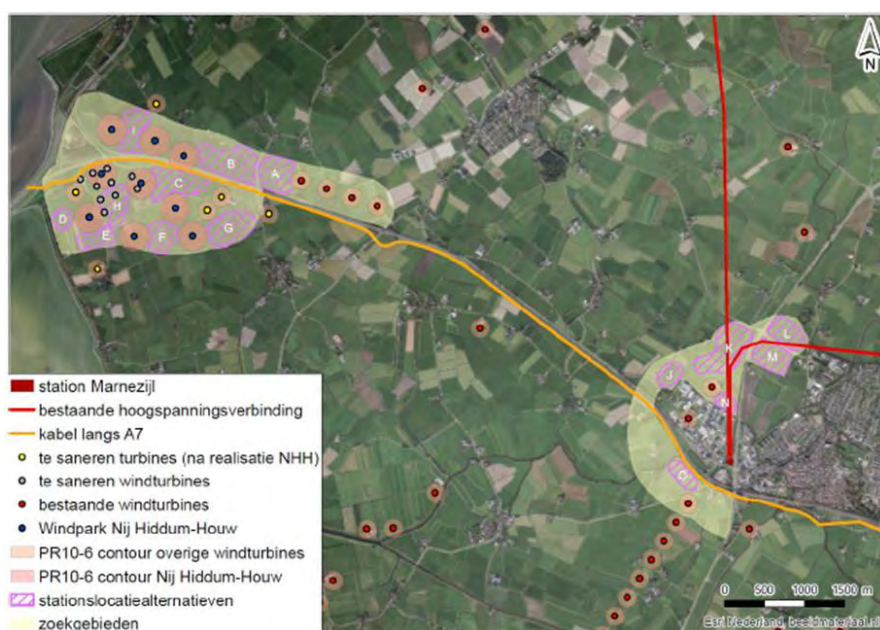 N
I
B
A
C
H
D
E
F
G
K
L
M
J
N
O
station Marnezijl
bestaande hoogspanningsverbinding
kabel langs A7
te saneren turbines (na realisatie NHH)
te saneren windturbines
bestaande windturbines
Windpark Nij Hiddum-Houw
PR10-6 contour overige windturbines
PR10-6 contour Nij Hiddum-Houw
stationslocatiealternatieven
zoekgebieden
0 500 1000 1500 m
Esri Nederland, beeldmateriaal.nl